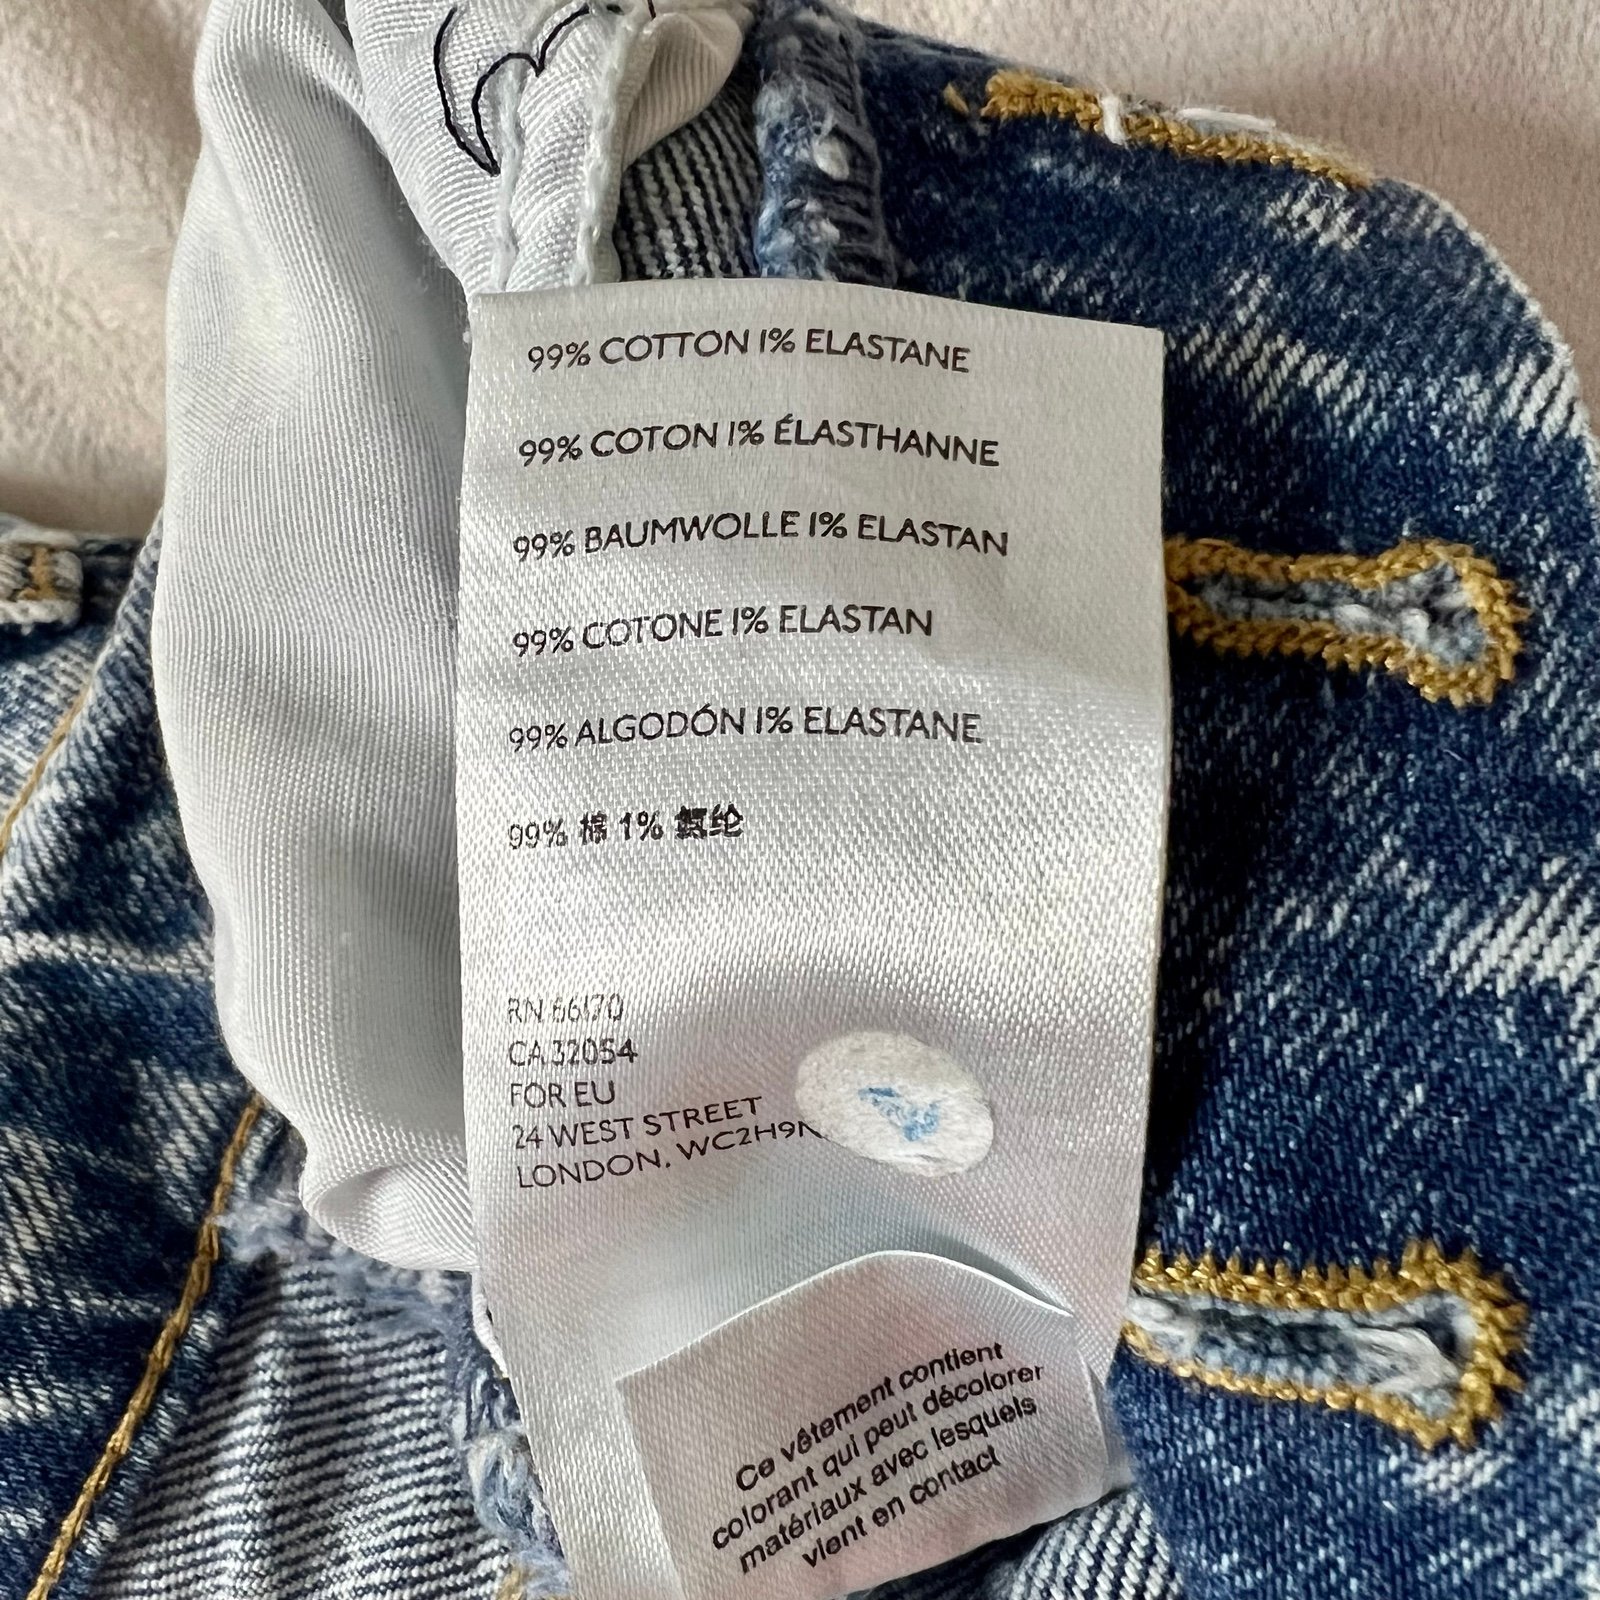 99% COTTON 1% ELASTANE
99% COTON 1% ÉLASTHANNE
99% BAUMWOLLE 1% ELASTAN
99% COTONE 1% ELASTAN
99% ALGODÓN 1% ELASTANE
99% 棉 1% 氨纶
RN 66170
CA 32054
FOR EU
24 WEST STREET
LONDON, WC2H9
Ce vêtement contient
colorant qui peut décolorer
matériaux avec lesquels
vient en contact